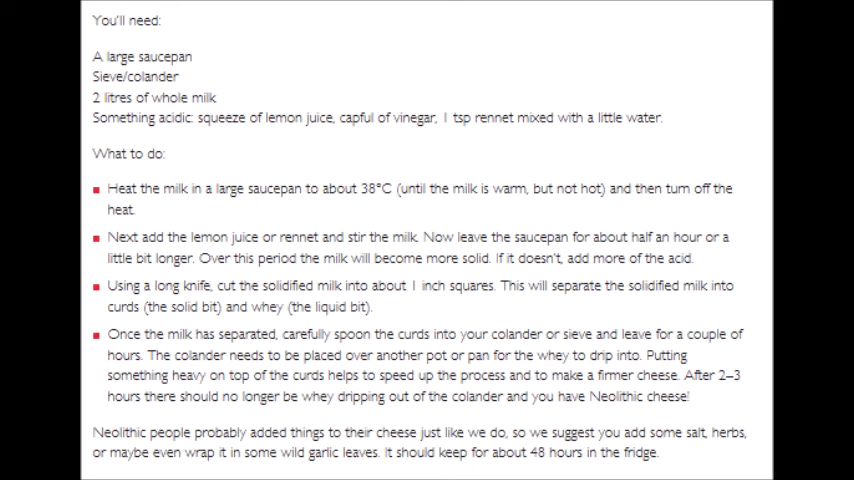 You'll need:
A large saucepan
Sieve/colander
2 litres of whole milk
Something acidic: squeeze of lemon juice, capful of vinegar, 1 tsp rennet mixed with a little water.
What to do:
Heat the milk in a large saucepan to about 38°C (until the milk is warm, but not hot) and then turn off the
heat.
Next add the lemon juice or rennet and stir the milk. Now leave the saucepan for about half an hour or a
little bit longer. Over this period the milk will become more solid. If it doesn't, add more of the acid.
Using a long knife, cut the solidified milk into about 1 inch squares. This will separate the solidified milk into
curds (the solid bit) and whey (the liquid bit).
Once the milk has separated, carefully spoon the curds into your colander or sieve and leave for a couple of
hours. The colander needs to be placed over another pot or pan for the whey to drip into. Putting
something heavy on top of the curds helps to speed up the process and to make a firmer cheese. After 2–3
hours there should no longer be whey dripping out of the colander and you have Neolithic cheese!
Neolithic people probably added things to their cheese just like we do, so we suggest you add some salt, herbs,
or maybe even wrap it in some wild garlic leaves. It should keep for about 48 hours in the fridge.